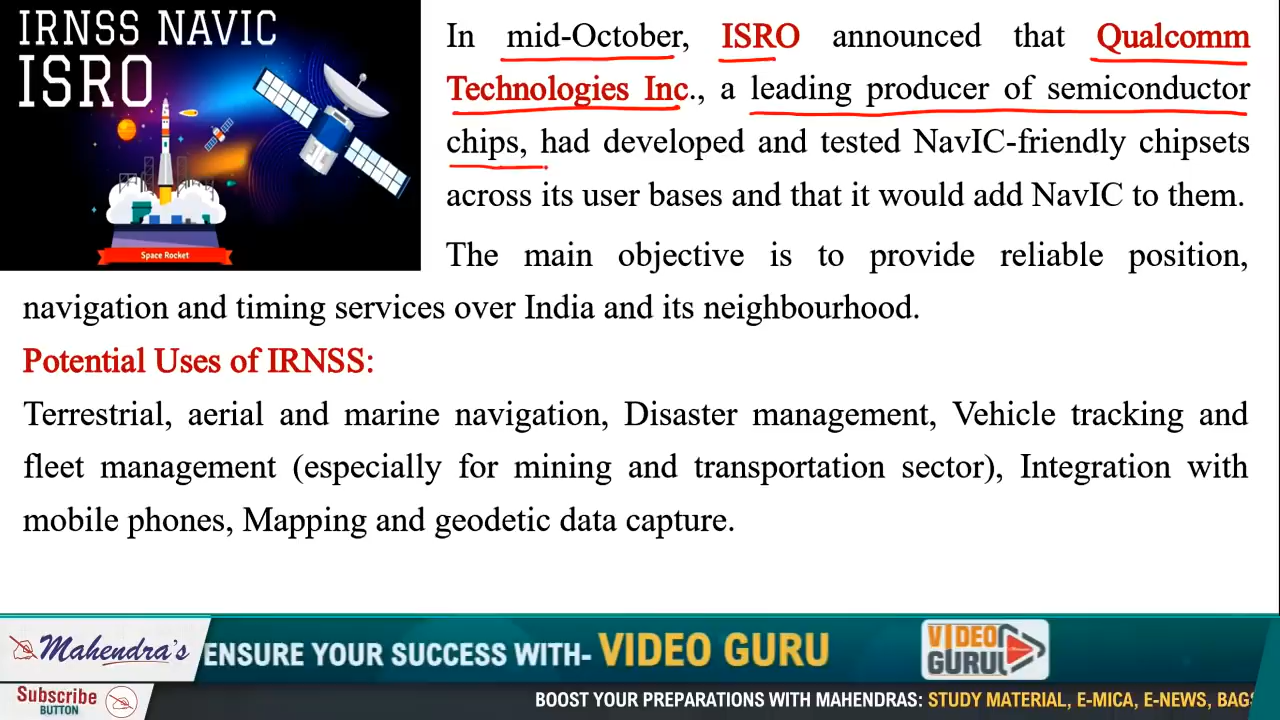 IRNSS NAVIC
ISRO
Space Rocket
In mid-October, ISRO announced that Qualcomm
Technologies Inc., a leading producer of semiconductor
chips, had developed and tested NavIC-friendly chipsets
across its user bases and that it would add NavIC to them.
The main objective is to provide reliable position,
navigation and timing services over India and its neighbourhood.
Potential Uses of IRNSS:
Terrestrial, aerial and marine navigation, Disaster management, Vehicle tracking and
fleet management (especially for mining and transportation sector), Integration with
mobile phones, Mapping and geodetic data capture.
Mahendra's
ENSURE YOUR SUCCESS WITH- VIDEO GURU
VIDEO
GURU
Subscribe
BUTTON
BOOST YOUR PREPARATIONS WITH MAHENDRAS: STUDY MATERIAL, E-MICA, E-NEWS, BAGS